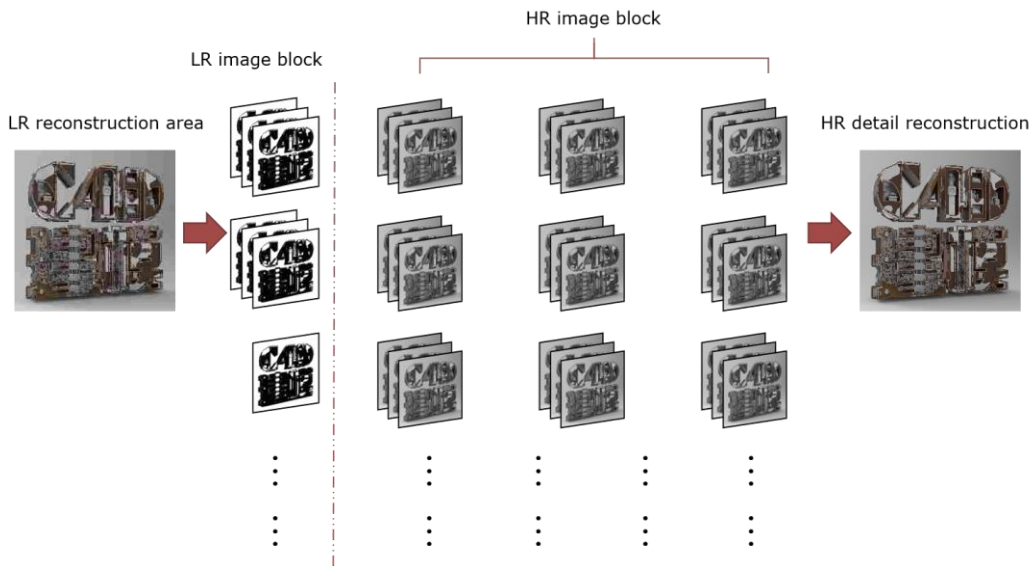 HR image block
LR image block
LR reconstruction area
HR detail reconstruction